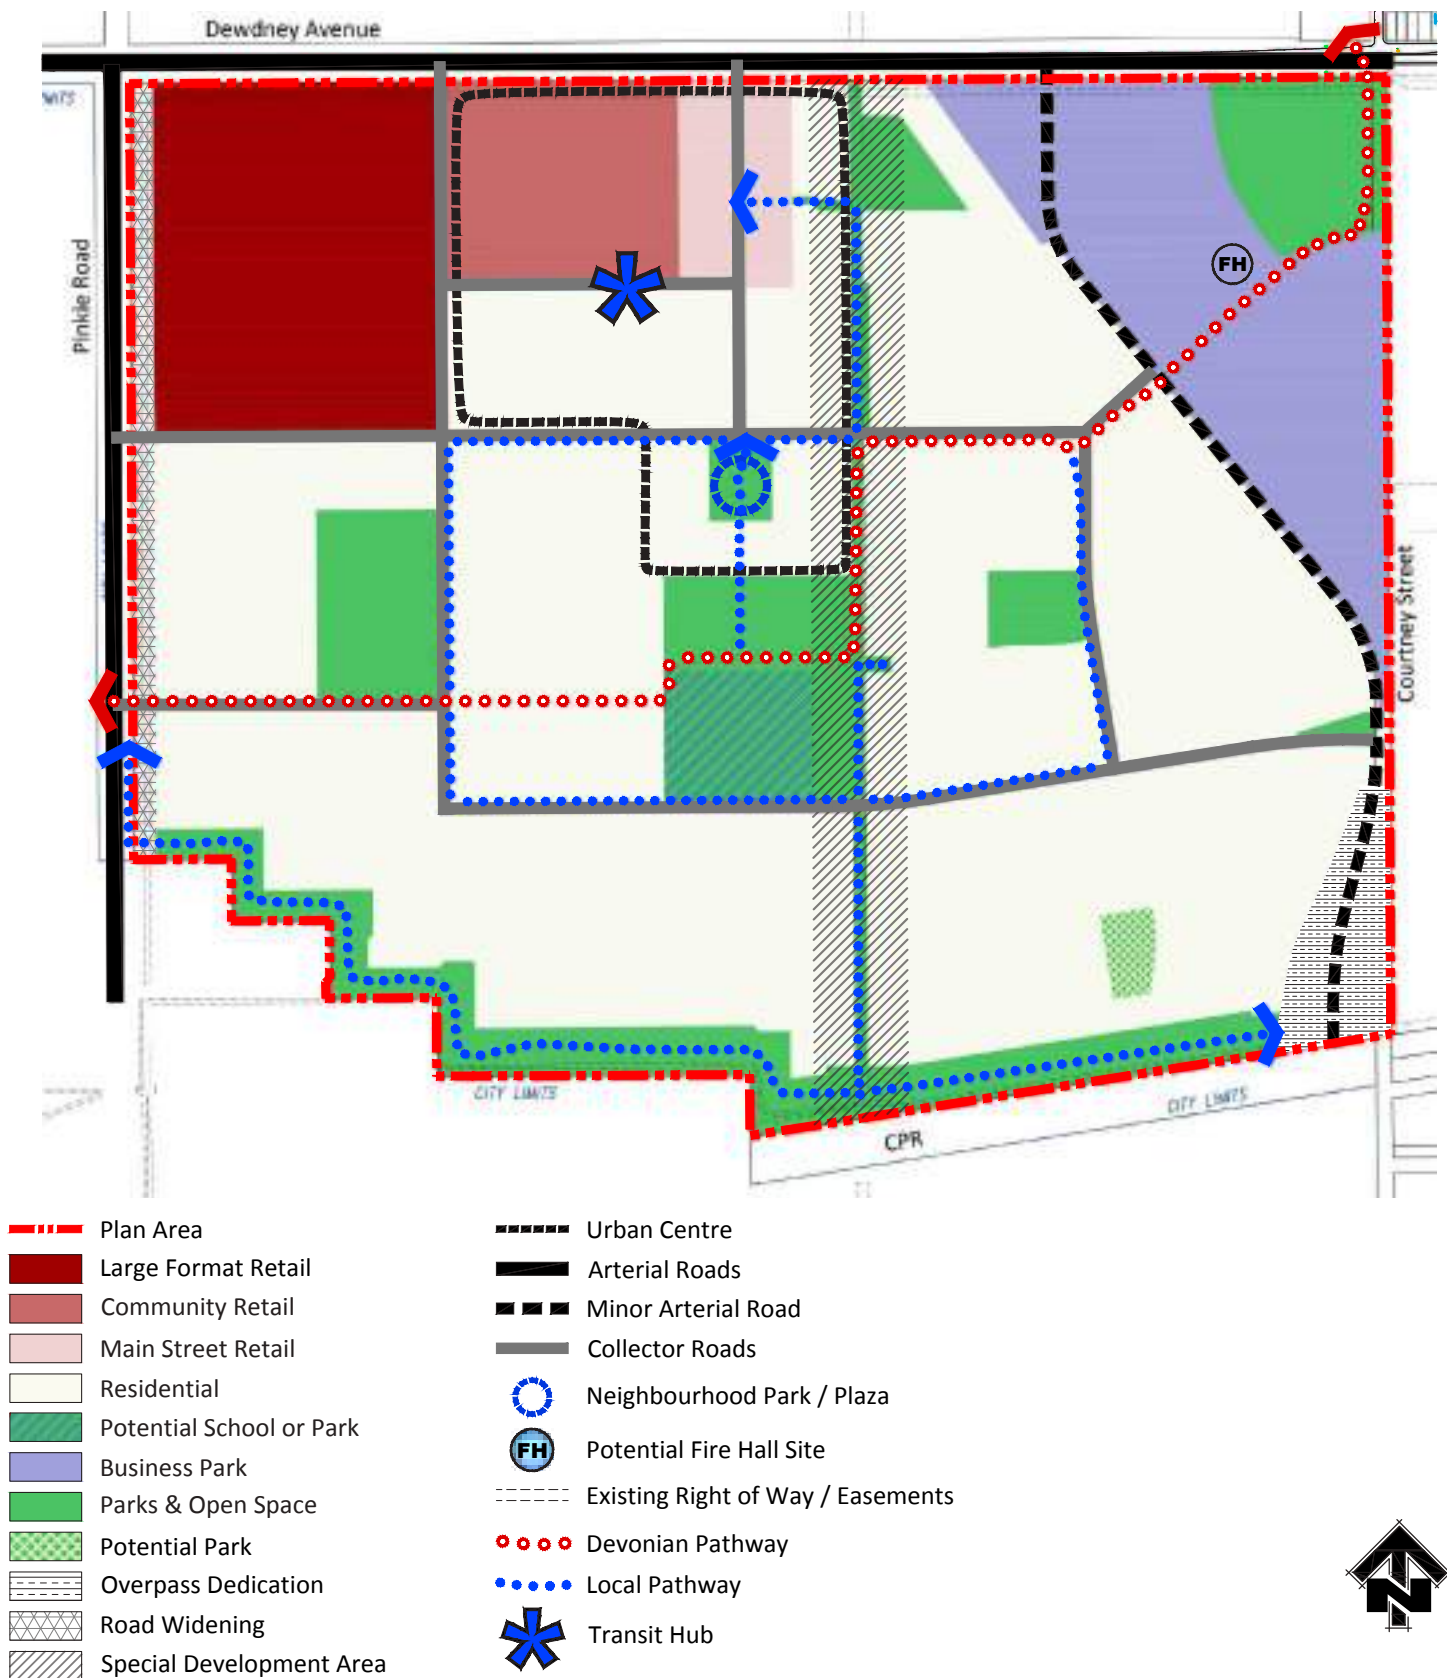 Dewdney Avenue
Pinkie Road
FH
Courtney Street
CITY LIMITS
CITY LIMITS
CPR
Plan Area
Large Format Retail
Community Retail
Main Street Retail
Residential
Potential School or Park
Business Park
Parks & Open Space
Potential Park
Overpass Dedication
Road Widening
Special Development Area
Urban Centre
Arterial Roads
Minor Arterial Road
Collector Roads
Neighbourhood Park / Plaza
FH
Potential Fire Hall Site
Existing Right of Way / Easements
Devonian Pathway
Local Pathway
Transit Hub
N